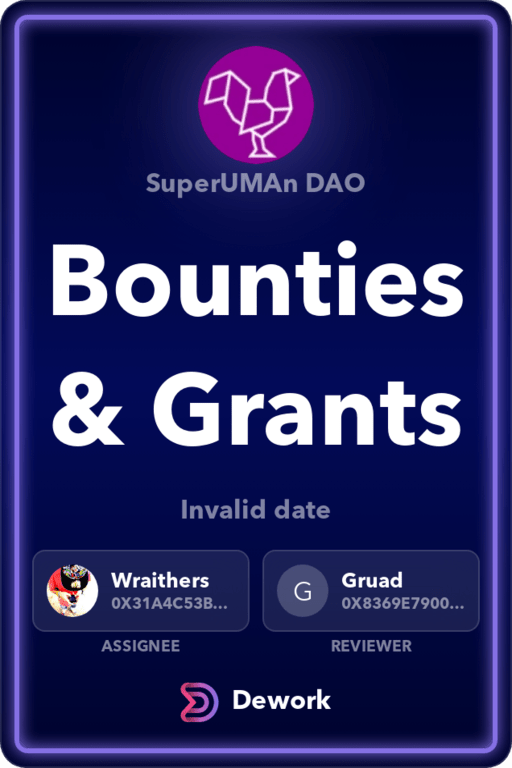 SuperUMAn DAO
Bounties
& Grants
Invalid date
Wraithers
0X31A4C53B...
ASSIGNEE
G
Gruad
0X8369E7900...
REVIEWER
Dework